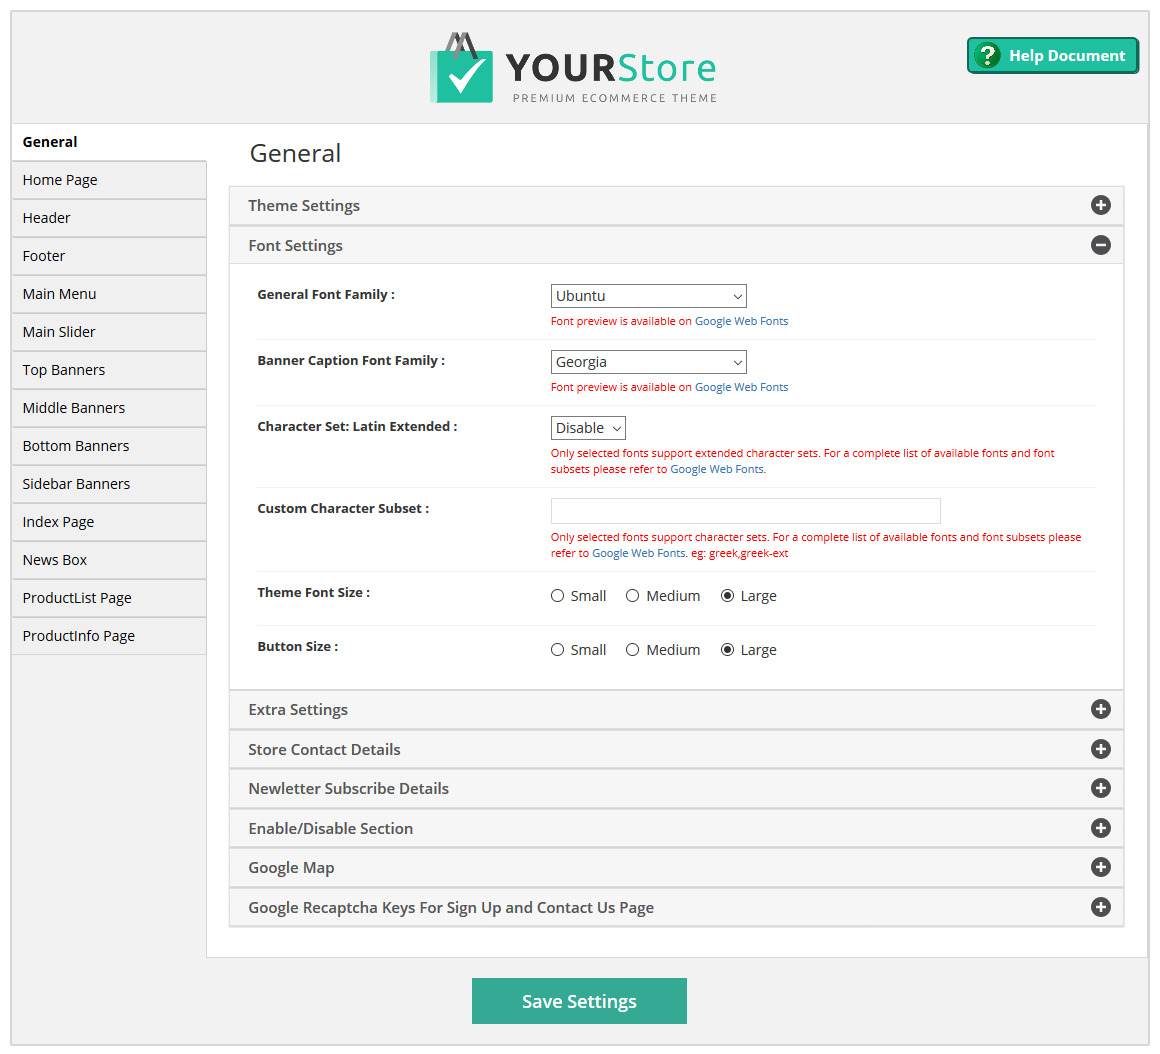 YOURStore
PREMIUM ECOMMERCE THEME
? Help Document
General
Home Page
Header
Footer
Main Menu
Main Slider
Top Banners
Middle Banners
Bottom Banners
Sidebar Banners
Index Page
News Box
ProductList Page
ProductInfo Page
General
Theme Settings
Font Settings
General Font Family :
Ubuntu
Font preview is available on Google Web Fonts
Banner Caption Font Family :
Georgia
Font preview is available on Google Web Fonts
Character Set: Latin Extended :
Disable
Only selected fonts support extended character sets. For a complete list of available fonts and font
subsets please refer to Google Web Fonts.
Custom Character Subset :
Only selected fonts support character sets. For a complete list of available fonts and font subsets please
refer to Google Web Fonts. eg: greek,greek-ext
Theme Font Size :
Small Medium Large
Button Size :
Small Medium Large
Extra Settings
Store Contact Details
Newletter Subscribe Details
Enable/Disable Section
Google Map
Google Recaptcha Keys For Sign Up and Contact Us Page
Save Settings